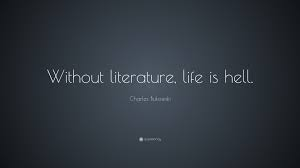 Without literature, life is hell.
Charles Bukowski